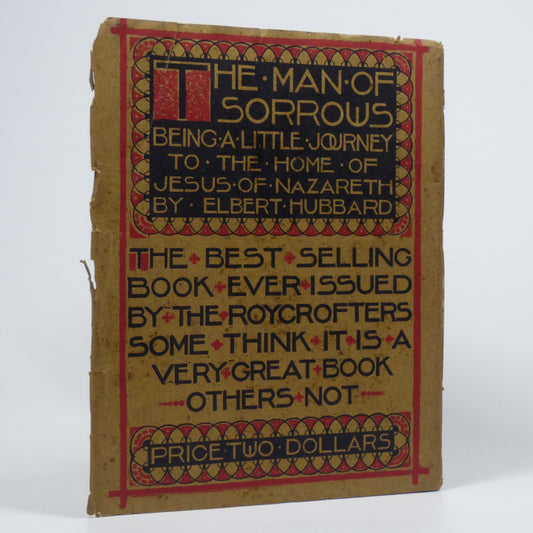 THE·MAN·OF
SORROWS
BEING·A·LITTLE·JOURNEY
TO·THE·HOME·OF
JESUS·OF·NAZARETH
BY·ELBERT·HUBBARD
THE BEST SELLING
BOOK EVER ISSUED
BY THE ROYCROFTERS
SOME THINK IT IS A
VERY GREAT BOOK
OTHERS NOT
PRICE·TWO·DOLLARS